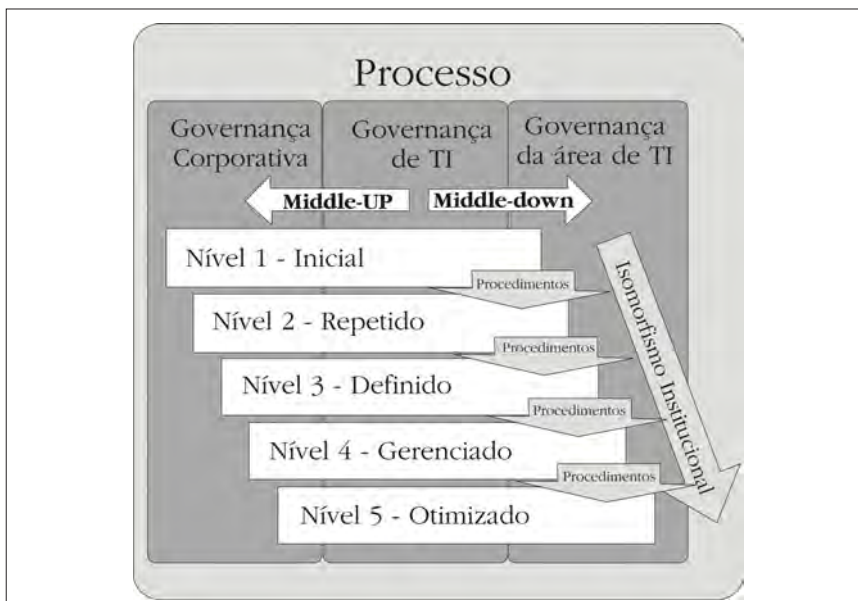 Processo
Governança
Corporativa
Governança
de TI
Governança
da área de TI
Middle-UP
Middle-down
Nível 1 - Inicial
Procedimentos
Nível 2 - Repetido
Procedimentos
Nível 3 - Definido
Procedimentos
Nível 4 - Gerenciado
Procedimentos
Nível 5 - Otimizado
Isomorfismo Institucional